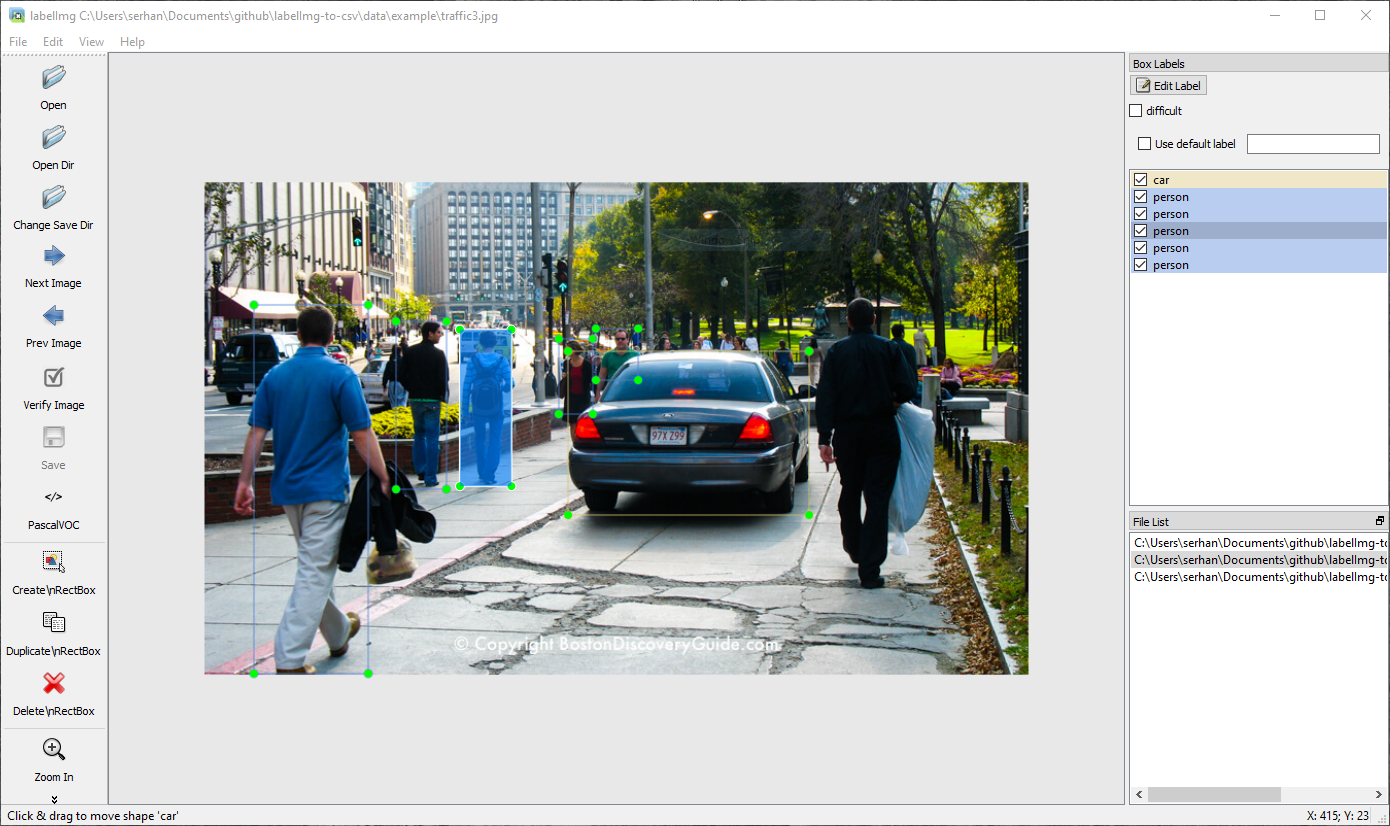 labelImg C:\Users\serhan\Documents\github\labelImg-to-csv\data\example\traffic3.jpg
File Edit View Help
Open
Open Dir
Change Save Dir
Next Image
Prev Image
Verify Image
Save
</>
PascalVOC
Create\nRectBox
Duplicate\nRectBox
Delete\nRectBox
Zoom In
97X Z99
© Copyright BostonDiscoveryGuide.com
Box Labels
Edit Label
difficult
Use default label
car
person
person
person
person
person
File List
C:\Users\serhan\Documents\github\labelImg-to
C:\Users\serhan\Documents\github\labelImg-to
C:\Users\serhan\Documents\github\labelImg-to
Click & drag to move shape 'car'
X: 415; Y: 23